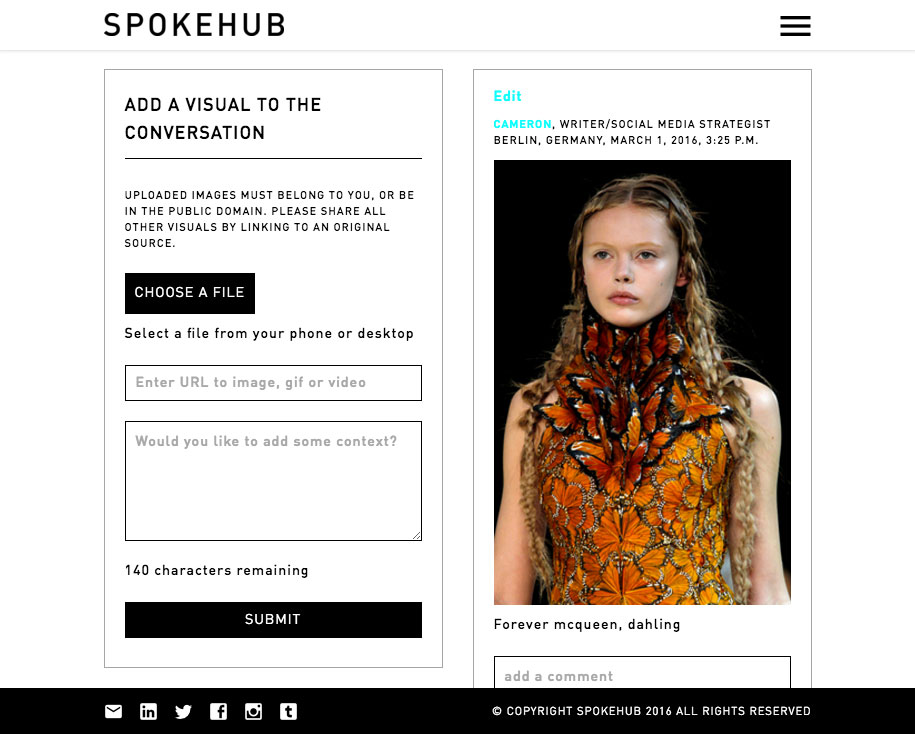 SPOKEHUB
ADD A VISUAL TO THE
CONVERSATION
UPLOADED IMAGES MUST BELONG TO YOU, OR BE
IN THE PUBLIC DOMAIN. PLEASE SHARE ALL
OTHER VISUALS BY LINKING TO AN ORIGINAL
SOURCE.
CHOOSE A FILE
Select a file from your phone or desktop
Enter URL to image, gif or video
Would you like to add some context?
140 characters remaining
SUBMIT
Edit
CAMERON, WRITER/SOCIAL MEDIA STRATEGIST
BERLIN, GERMANY, MARCH 1, 2016, 3:25 P.M.
Forever mcqueen, dahling
add a comment
© COPYRIGHT SPOKEHUB 2016 ALL RIGHTS RESERVED